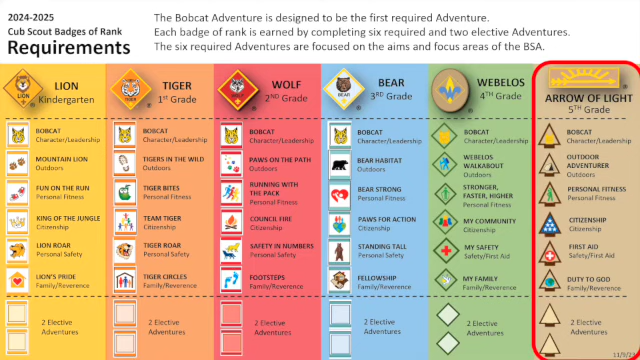 2024-2025
Cub Scout Badges of Rank
Requirements
The Bobcat Adventure is designed to be the first required Adventure.
Each badge of rank is earned by completing six required and two elective Adventures.
The six required Adventures are focused on the aims and focus areas of the BSA.
LION
Kindergarten
BOBCAT
Character/Leadership
MOUNTAIN LION
Outdoors
FUN ON THE RUN
Personal Fitness
KING OF THE JUNGLE
Citizenship
LION ROAR
Personal Safety
LION'S PRIDE
Family/Reverence
2 Elective
Adventures
TIGER
1st Grade
BOBCAT
Character/Leadership
TIGERS IN THE WILD
Outdoors
TIGER BITES
Personal Fitness
TEAM TIGER
Citizenship
TIGER ROAR
Personal Safety
TIGER CIRCLES
Family/Reverence
2 Elective
Adventures
WOLF
2ND Grade
BOBCAT
Character/Leadership
PAWS ON THE PATH
Outdoors
RUNNING WITH
THE PACK
Personal Fitness
COUNCIL FIRE
Citizenship
SAFETY IN NUMBERS
Personal Safety
FOOTSTEPS
Family/Reverence
2 Elective
Adventures
BEAR
BEAR
3RD Grade
BOBCAT
Character/Leadership
BEAR HABITAT
Outdoors
BEAR STRONG
Personal Fitness
PAWS FOR ACTION
Citizenship
STANDING TALL
Personal Safety
FELLOWSHIP
Family/Reverence
2 Elective
Adventures
WEBELOS
4TH Grade
BOBCAT
Character/Leadership
WEBELOS
WALKABOUT
Outdoors
STRONGER,
FASTER, HIGHER
Personal Fitness
MY COMMUNITY
Citizenship
MY SAFETY
Safety/First Aid
MY FAMILY
Family/Reverence
2 Elective
Adventures
ARROW OF LIGHT
5TH Grade
BOBCAT
Character/Leadership
OUTDOOR
ADVENTURER
Outdoors
PERSONAL FITNESS
Personal Fitness
CITIZENSHIP
Citizenship
FIRST AID
Personal Safety
DUTY TO GOD
Family/Reverence
2 Elective
Adventures